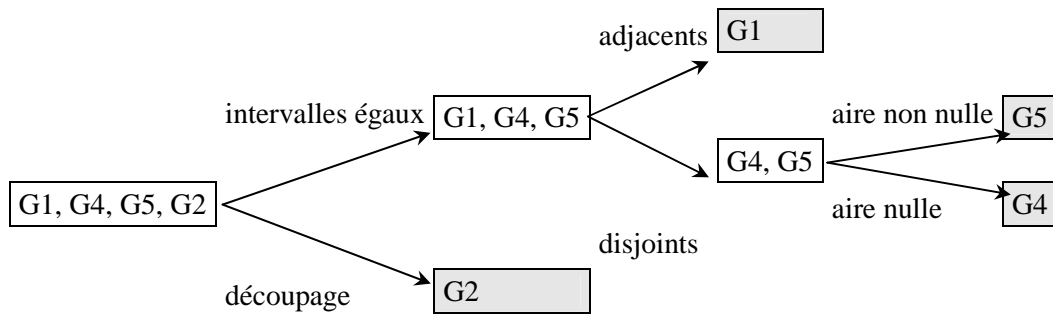 adjacents
G1
intervalles égaux
G1, G4, G5
aire non nulle
G5
G4, G5
G1, G4, G5, G2
aire nulle
G4
disjoints
découpage
G2